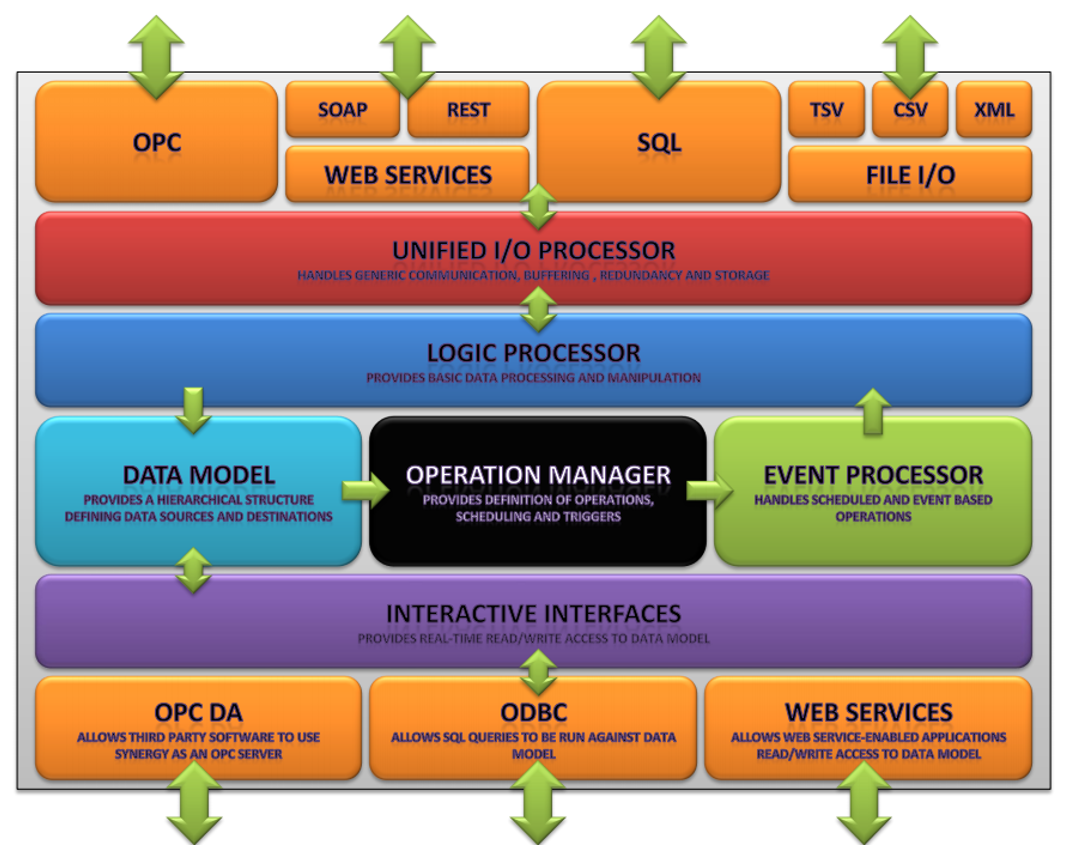 OPC
SOAP
REST
WEB SERVICES
SQL
TSV
CSV
XML
FILE I/O
UNIFIED I/O PROCESSOR
HANDLES GENERIC COMMUNICATION, BUFFERING , REDUNDANCY AND STORAGE
LOGIC PROCESSOR
PROVIDES BASIC DATA PROCESSING AND MANIPULATION
DATA MODEL
PROVIDES A HIERARCHICAL STRUCTURE
DEFINING DATA SOURCES AND DESTINATIONS
OPERATION MANAGER
PROVIDES DEFINITION OF OPERATIONS,
SCHEDULING AND TRIGGERS
EVENT PROCESSOR
HANDLES SCHEDULED AND EVENT BASED
OPERATIONS
INTERACTIVE INTERFACES
PROVIDES REAL-TIME READ/WRITE ACCESS TO DATA MODEL
OPC DA
ALLOWS THIRD PARTY SOFTWARE TO USE
SYNERGY AS AN OPC SERVER
ODBC
ALLOWS SQL QUERIES TO BE RUN AGAINST DATA
MODEL
WEB SERVICES
ALLOWS WEB SERVICE-ENABLED APPLICATIONS
READ/WRITE ACCESS TO DATA MODEL